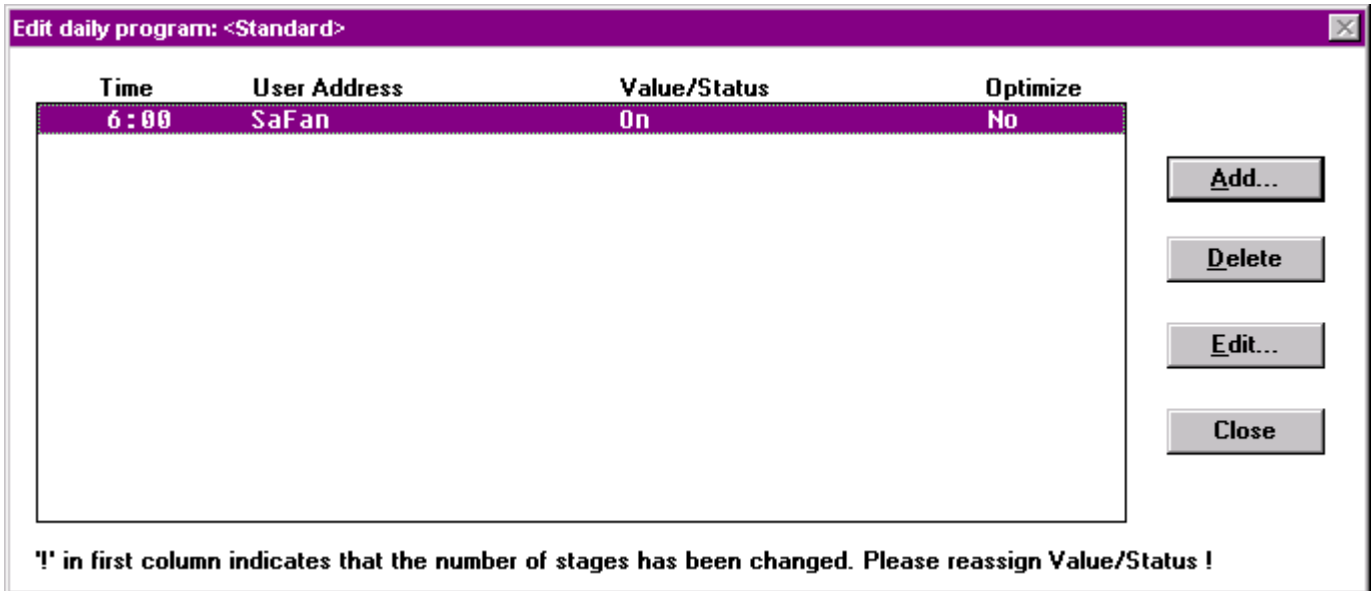 Edit daily program: <Standard>
Time User Address Value/Status Optimize
6:00 SaFan On No
Add...
Delete
Edit...
Close
'!' in first column indicates that the number of stages has been changed. Please reassign Value/Status !